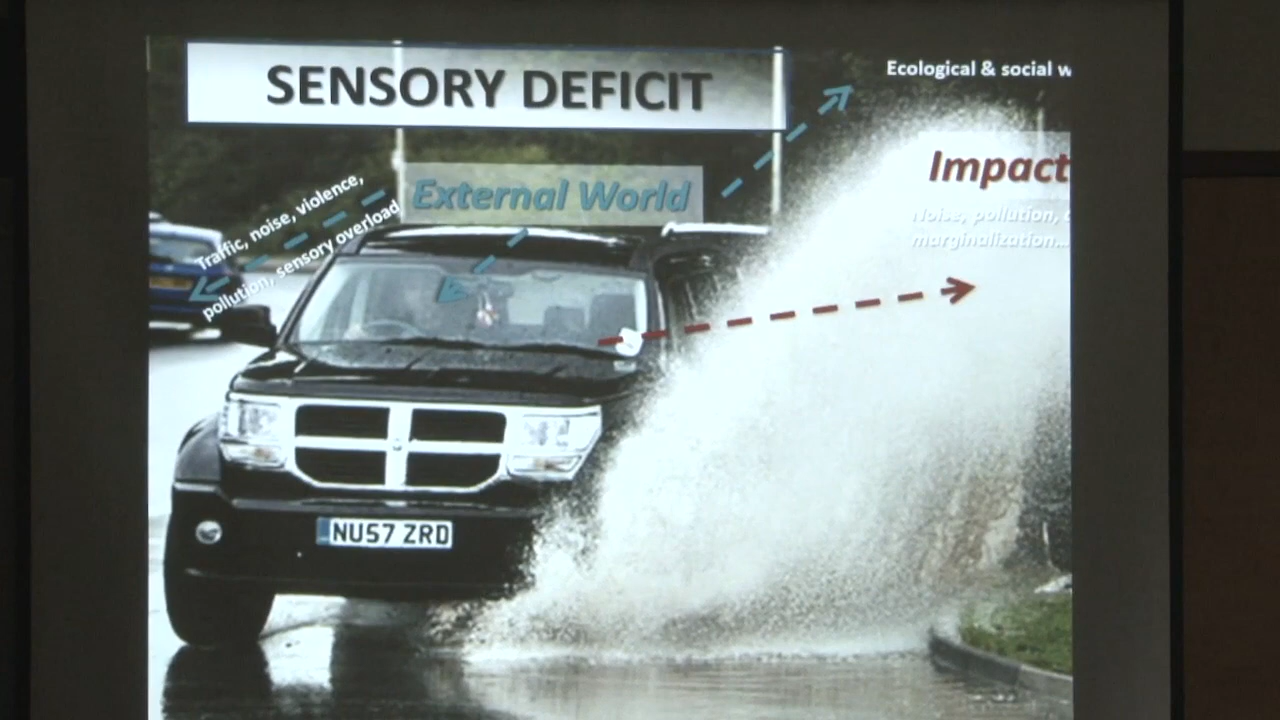 SENSORY DEFICIT
Ecological & social w
Impact
External World
Traffic, noise, violence,
pollution, sensory overload
Noise, pollution,
marginalization...
NU57 ZRD